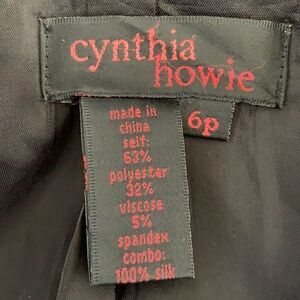 cynthia
howie
6p
made in
china
self:
63%
polyester
32%
viscose
5%
spandex
combo:
100% silk